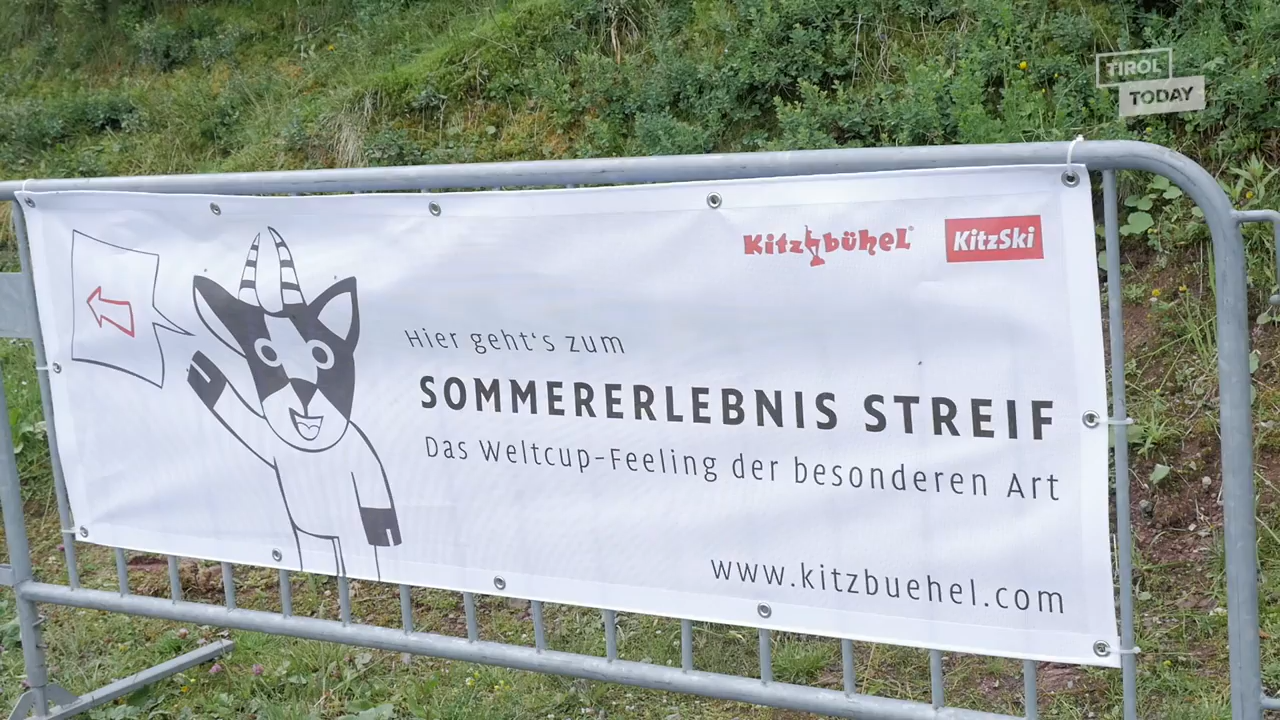 TIROL
TODAY
Kitzbühel
KitzSki
Hier geht's zum
SOMMERERLEBNIS STREIF
Das Weltcup-Feeling der besonderen Art
www.kitzbuehel.com